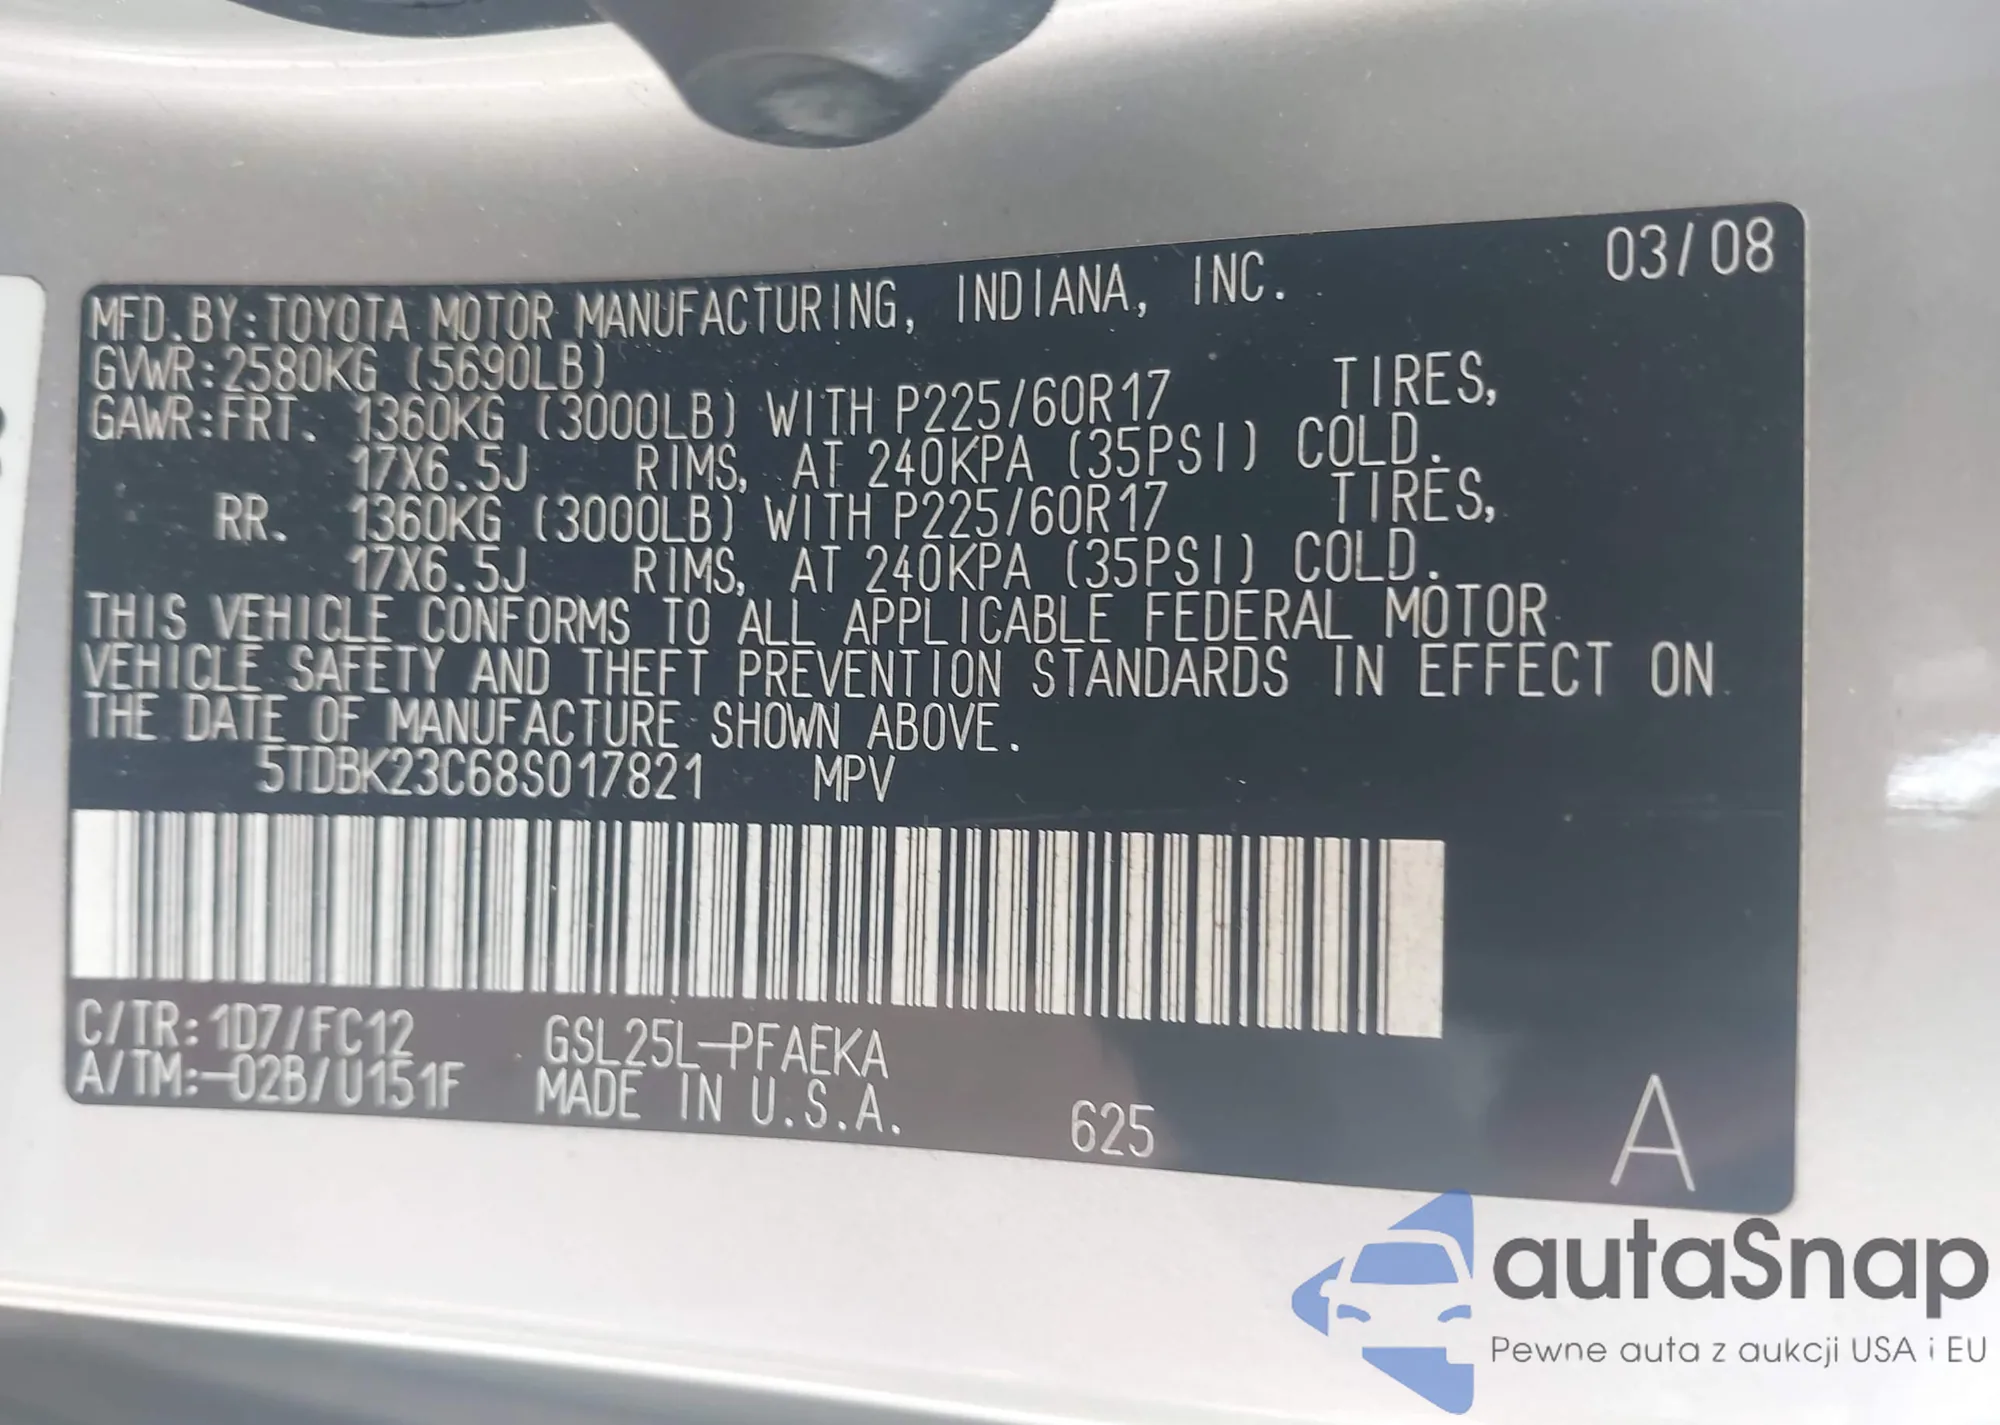 03/08
MFD.BY:TOYOTA MOTOR MANUFACTURING, INDIANA, INC.
GVWR:2580KG (5690LB)
GAWR:FRT. 1360KG (3000LB) WITH P225/60R17 TIRES,
17X6.5J RIMS, AT 240KPA (35PSI) COLD.
RR. 1360KG (3000LB) WITH P225/60R17 TIRES,
17X6.5J RIMS, AT 240KPA (35PSI) COLD.
THIS VEHICLE CONFORMS TO ALL APPLICABLE FEDERAL MOTOR
VEHICLE SAFETY AND THEFT PREVENTION STANDARDS IN EFFECT ON
THE DATE OF MANUFACTURE SHOWN ABOVE.
5TDBK23C68S017821 MPV
C/TR:1D7/FC12 GSL25L-PFAEKA
A/TM:-02B/U151F MADE IN U.S.A. 625 A
autaSnap
Pewne auta z aukcji USA i EU